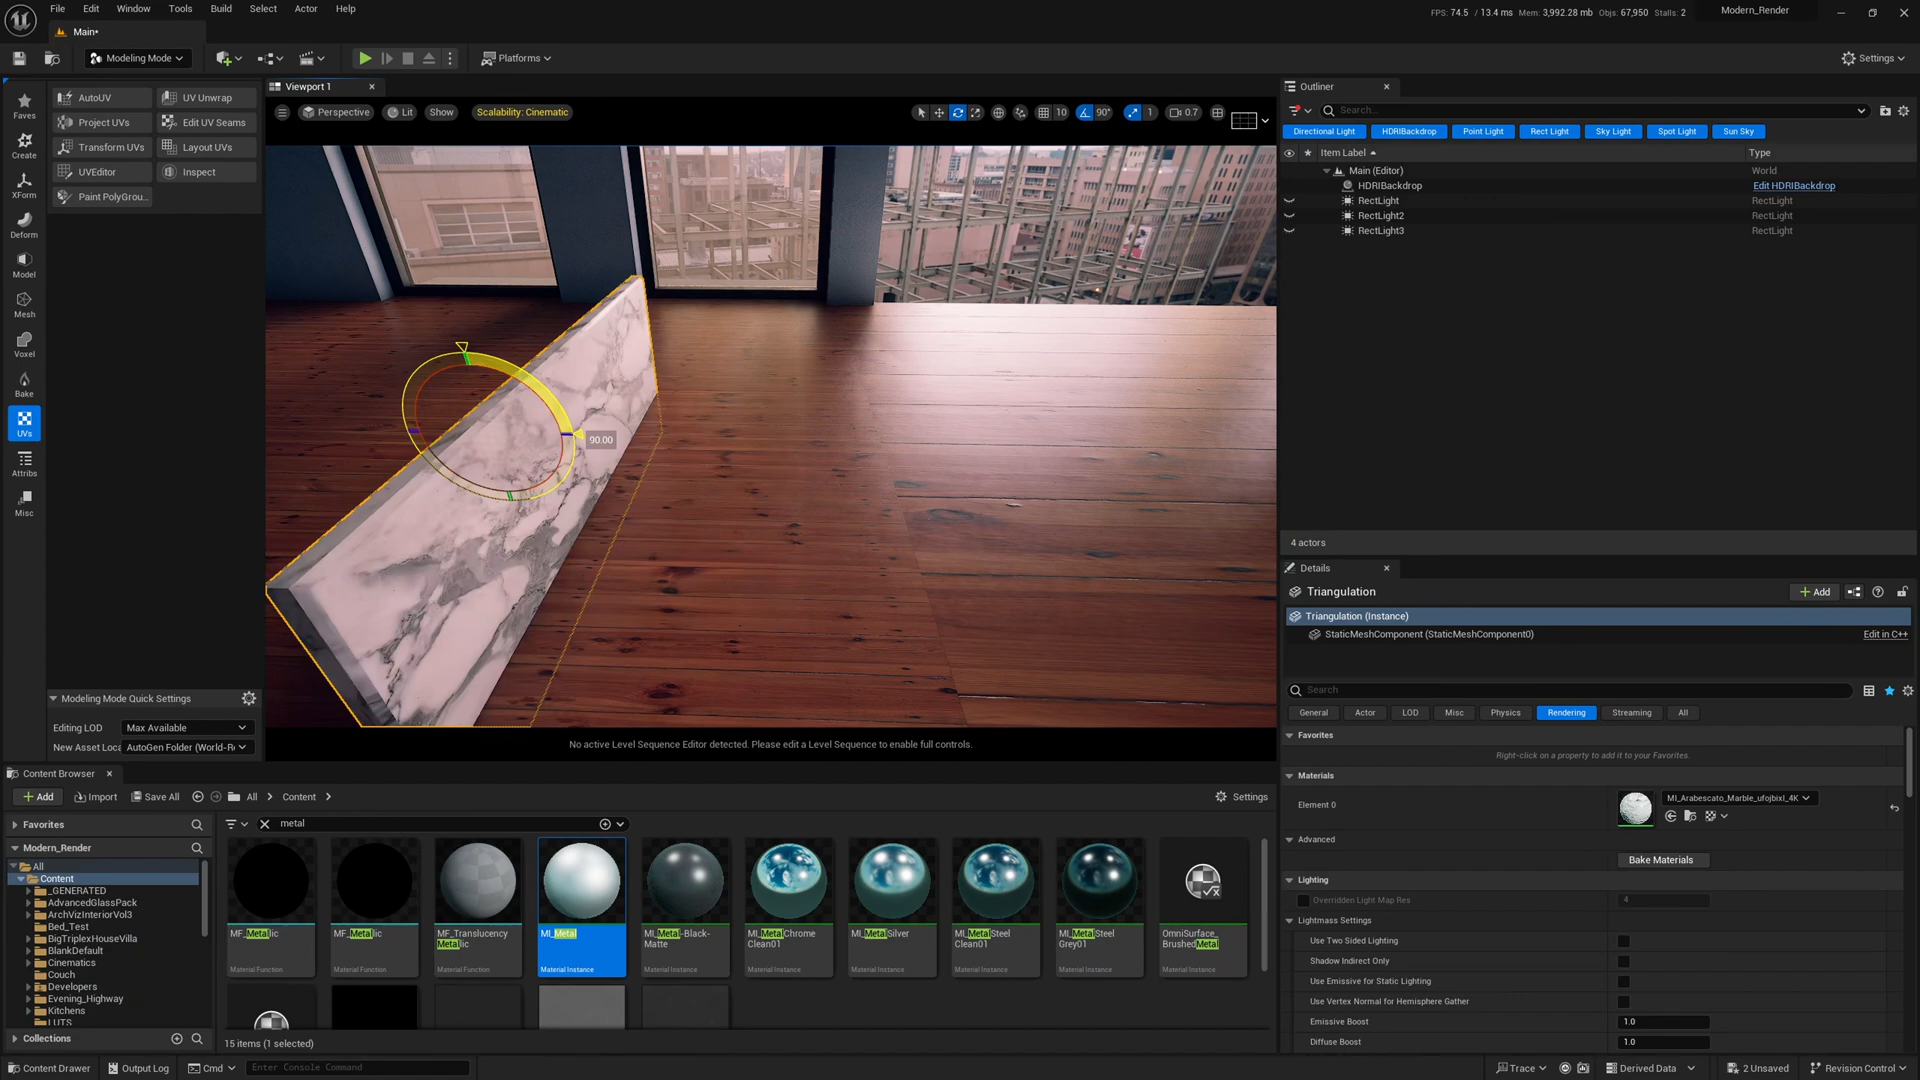 File Edit Window Tools Build Select Actor Help
FPS: 74.5 / 13.4 ms Mem: 3,992.28 mb Objs: 67,950 Stalls: 2
Modern_Render
Main*
Modeling Mode
Platforms
Settings
Faves
Create
XForm
Deform
Model
Mesh
Voxel
Bake
UVs
Attribs
Misc
AutoUV
UV Unwrap
Project UVs
Edit UV Seams
Transform UVs
Layout UVs
UVEditor
Inspect
Paint PolyGrou...
Modeling Mode Quick Settings
Editing LOD
Max Available
New Asset Loca
AutoGen Folder (World-R
Viewport 1
Perspective
Lit
Show
Scalability: Cinematic
10
90°
1
0.7
90.00
No active Level Sequence Editor detected. Please edit a Level Sequence to enable full controls.
Outliner
Search...
Directional Light
HDRIBackdrop
Point Light
Rect Light
Sky Light
Spot Light
Sun Sky
Item Label
Type
Main (Editor)
World
HDRIBackdrop
Edit HDRIBackdrop
RectLight
RectLight
RectLight2
RectLight
RectLight3
RectLight
4 actors
Details
Triangulation
Add
Triangulation (Instance)
StaticMeshComponent (StaticMeshComponent0)
Edit in C++
Search
General
Actor
LOD
Misc
Physics
Rendering
Streaming
All
Favorites
Right-click on a property to add it to your Favorites.
Materials
Element 0
MI_Arabescato_Marble_ufojbixl_4K
Advanced
Bake Materials
Lighting
Overridden Light Map Res
4
Lightmass Settings
Use Two Sided Lighting
Shadow Indirect Only
Use Emissive for Static Lighting
Use Vertex Normal for Hemisphere Gather
Emissive Boost
1.0
Diffuse Boost
1.0
Content Browser
Add
Import
Save All
All
Content
Settings
Favorites
Modern_Render
All
Content
_GENERATED
AdvancedGlassPack
ArchVizInteriorVol3
Bed_Test
BigTriplexHouseVilla
BlankDefault
Cinematics
Couch
Developers
Evening_Highway
Kitchens
LUTS
Collections
metal
MF_Metallic
Material Function
MF_Metallic
Material Function
MF_Translucency
Metallic
Material Function
MI_Metal
Material Instance
MI_Metal-Black-
Matte
Material Instance
MI_MetalChrome
Clean01
Material Instance
MI_MetalSilver
Material Instance
MI_MetalSteel
Clean01
Material Instance
MI_MetalSteel
Grey01
Material Instance
OmniSurface_
BrushedMetal
Material Instance
15 items (1 selected)
Content Drawer
Output Log
Cmd
Enter Console Command
Trace
Derived Data
2 Unsaved
Revision Control